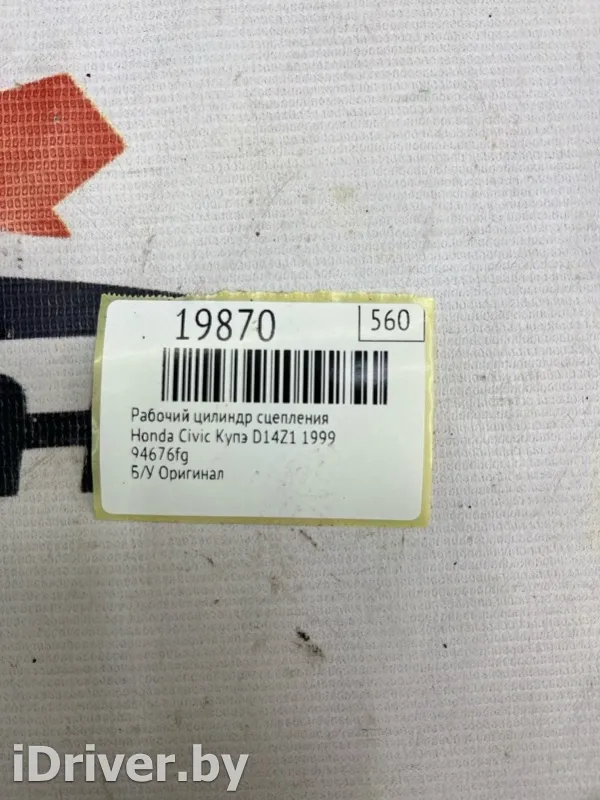 19870
560
Рабочий цилиндр сцепления
Honda Civic Купэ D14Z1 1999
94676fg
Б/У Оригинал
iDriver.by